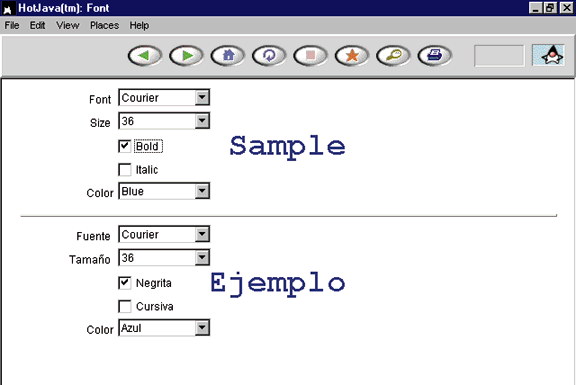 HotJava(tm): Font
File Edit View Places Help
Font Courier
Size 36
Bold
Sample
Italic
Color Blue
Fuente Courier
Tamaño 36
Negrita
Ejemplo
Cursiva
Color Azul